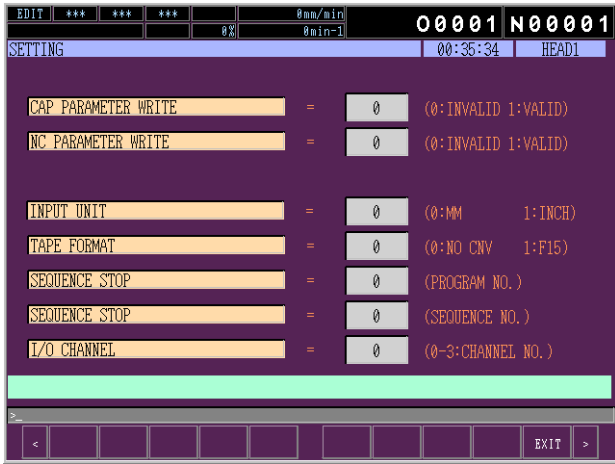 EDIT *** *** *** 0mm/min O0001 N00001
0% 0min-1
SETTING 00:35:34 HEAD1
CAP PARAMETER WRITE = 0 (0:INVALID 1:VALID)
NC PARAMETER WRITE = 0 (0:INVALID 1:VALID)
INPUT UNIT = 0 (0:MM 1:INCH)
TAPE FORMAT = 0 (0:NO CNV 1:F15)
SEQUENCE STOP = 0 (PROGRAM NO.)
SEQUENCE STOP = 0 (SEQUENCE NO.)
I/O CHANNEL = 0 (0-3:CHANNEL NO.)
>_
< EXIT >